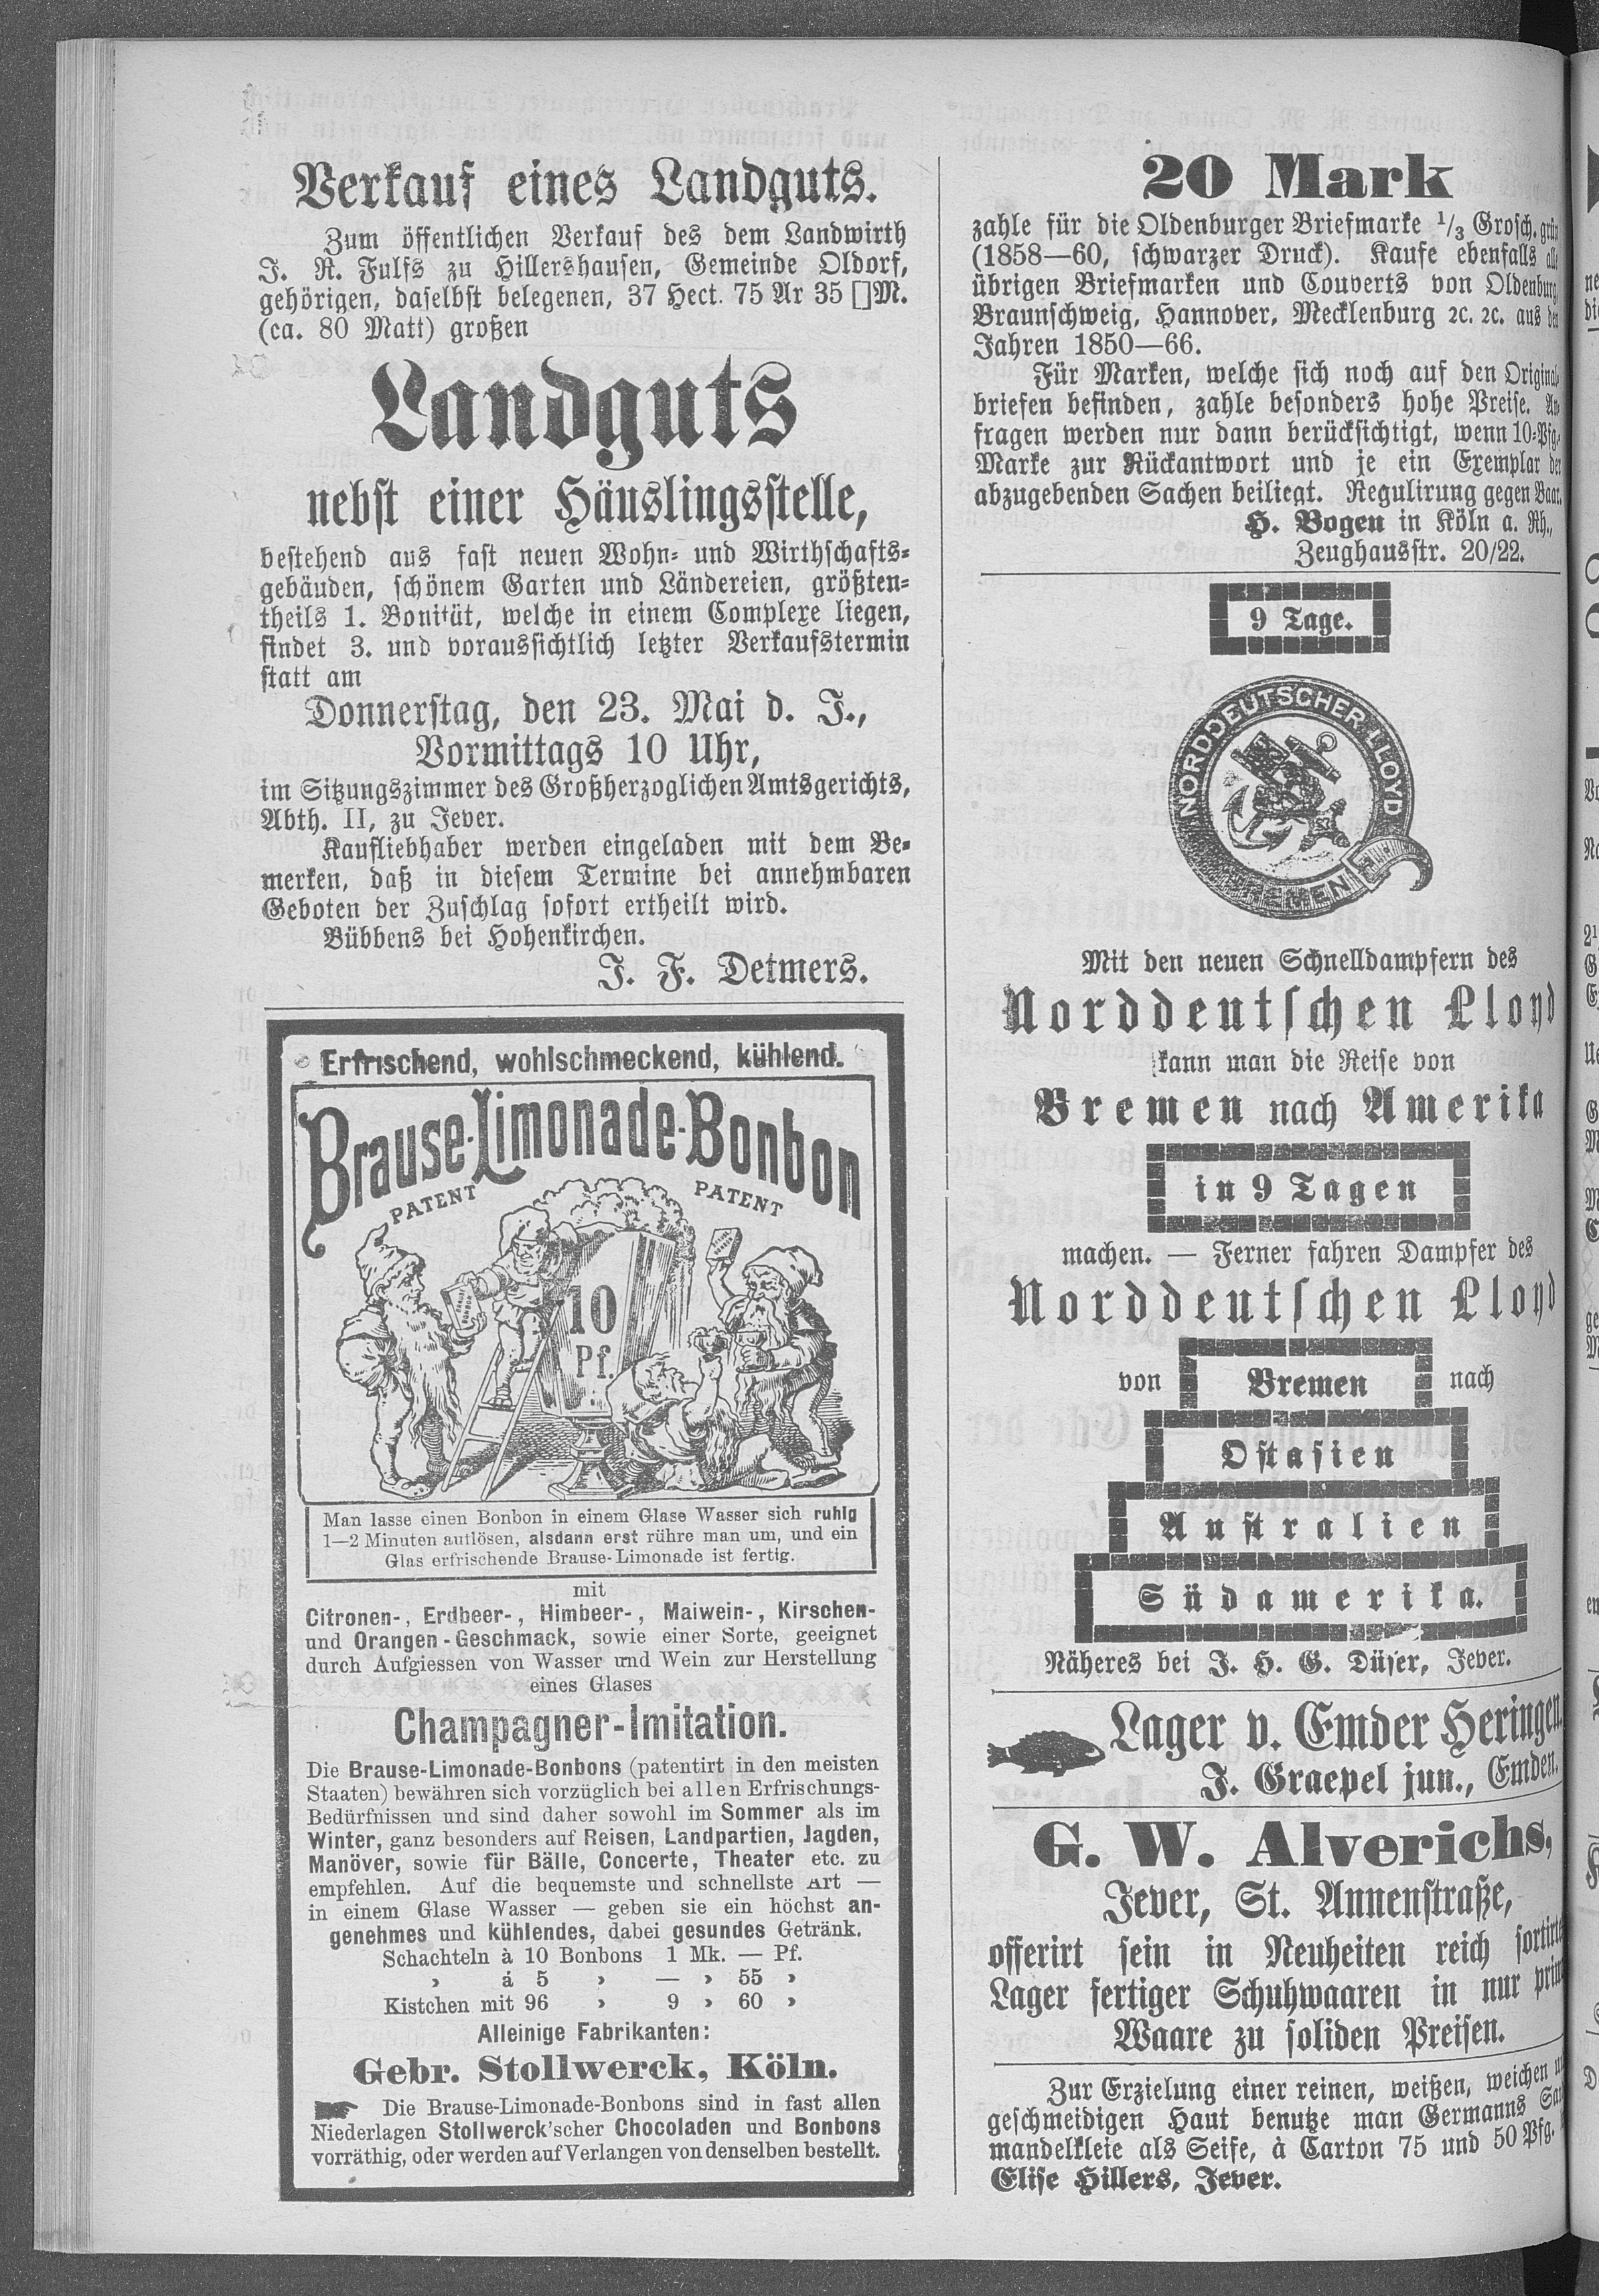 Verkauf eines Landguts.
Zum öffentlichen Verkauf des dem Landwirth
J. R. Fulfs zu Hillershausen, Gemeinde Oldorf,
gehörigen, daselbst belegenen, 37 Hect. 75 Ar 35 []M.
(ca. 80 Matt) großen
Landguts
nebst einer Häuslingsstelle,
bestehend aus fast neuen Wohn- und Wirthschafts-
gebäuden, schönem Garten und Ländereien, größten-
theils 1. Bonität, welche in einem Complexe liegen,
findet 3. und voraussichtlich letzter Verkaufstermin
statt am
Donnerstag, den 23. Mai d. J.,
Vormittags 10 Uhr,
im Sitzungszimmer des Großherzoglichen Amtsgerichts,
Abth. II, zu Jever.
Kaufliebhaber werden eingeladen mit dem Be-
merken, daß in diesem Termine bei annehmbaren
Geboten der Zuschlag sofort ertheilt wird.
Bübbens bei Hohenkirchen.
J. F. Detmers.
Erfrischend, wohlschmeckend, kühlend.
Brause-Limonade-Bonbon
PATENT PATENT
10
Pf.
Man lasse einen Bonbon in einem Glase Wasser sich ruhig
1—2 Minuten auflösen, alsdann erst rühre man um, und ein
Glas erfrischende Brause-Limonade ist fertig.
mit
Citronen-, Erdbeer-, Himbeer-, Maiwein-, Kirschen-
und Orangen-Geschmack, sowie einer Sorte, geeignet
durch Aufgiessen von Wasser und Wein zur Herstellung
eines Glases
Champagner-Imitation.
Die Brause-Limonade-Bonbons (patentirt in den meisten
Staaten) bewähren sich vorzüglich bei allen Erfrischungs-
Bedürfnissen und sind daher sowohl im Sommer als im
Winter, ganz besonders auf Reisen, Landpartien, Jagden,
Manöver, sowie für Bälle, Concerte, Theater etc. zu
empfehlen. Auf die bequemste und schnellste Art —
in einem Glase Wasser — geben sie ein höchst an-
genehmes und kühlendes, dabei gesundes Getränk.
Schachteln à 10 Bonbons 1 Mk. — Pf.
› á 5 › — › 55 ›
Kistchen mit 96 › 9 › 60 ›
Alleinige Fabrikanten:
Gebr. Stollwerck, Köln.
Die Brause-Limonade-Bonbons sind in fast allen
Niederlagen Stollwerck'scher Chocoladen und Bonbons
vorräthig, oder werden auf Verlangen von denselben bestellt.
20 Mark
zahle für die Oldenburger Briefmarke 1/3 Grosch. grün
(1858—60, schwarzer Druck). Kaufe ebenfalls alle
übrigen Briefmarken und Couverts von Oldenburg,
Braunschweig, Hannover, Mecklenburg ꝛc. ꝛc. aus den
Jahren 1850—66.
Für Marken, welche sich noch auf den Original-
briefen befinden, zahle besonders hohe Preise. An-
fragen werden nur dann berücksichtigt, wenn 10-Pfg.-
Marke zur Rückantwort und je ein Exemplar der
abzugebenden Sachen beiliegt. Regulirung gegen Baar.
H. Bogen in Köln a. Rh.,
Zeughausstr. 20/22.
9 Tage.
NORDDEUTSCHER LLOYD
BREMEN
Mit den neuen Schnelldampfern des
Norddeutschen Lloyd
kann man die Reise von
Bremen nach Amerika
in 9 Tagen
machen. — Ferner fahren Dampfer des
Norddeutschen Lloyd
von Bremen nach
Ostasien
Australien
Südamerika.
Näheres bei J. H. G. Düser, Jever.
Lager v. Emder Heringen.
J. Graepel jun., Emden.
G. W. Alverichs,
Jever, St. Annenstraße,
offerirt sein in Neuheiten reich sortirtes
Lager fertiger Schuhwaaren in nur prima
Waare zu soliden Preisen.
Zur Erzielung einer reinen, weißen, weichen
geschmeidigen Haut benutze man Germanns
mandelkleie als Seife, à Carton 75 und 50 Pfg.
Elise Hillers, Jever.